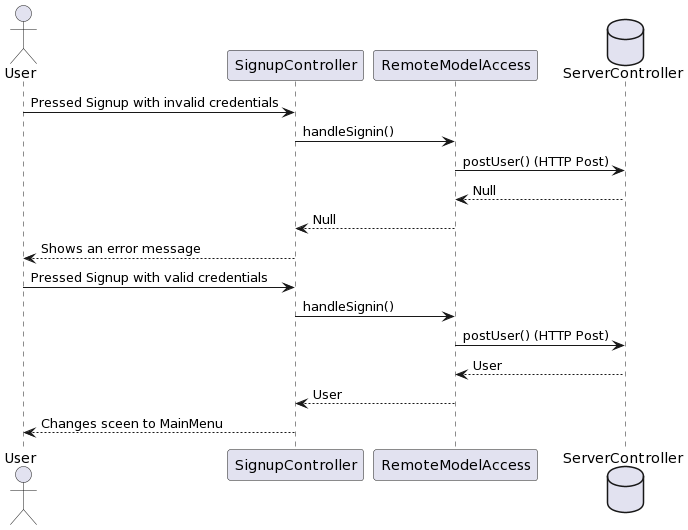 User
SignupController
RemoteModelAccess
ServerController
Pressed Signup with invalid credentials
handleSignin()
postUser() (HTTP Post)
Null
Null
Shows an error message
Pressed Signup with valid credentials
handleSignin()
postUser() (HTTP Post)
User
User
Changes sceen to MainMenu
User
SignupController
RemoteModelAccess
ServerController